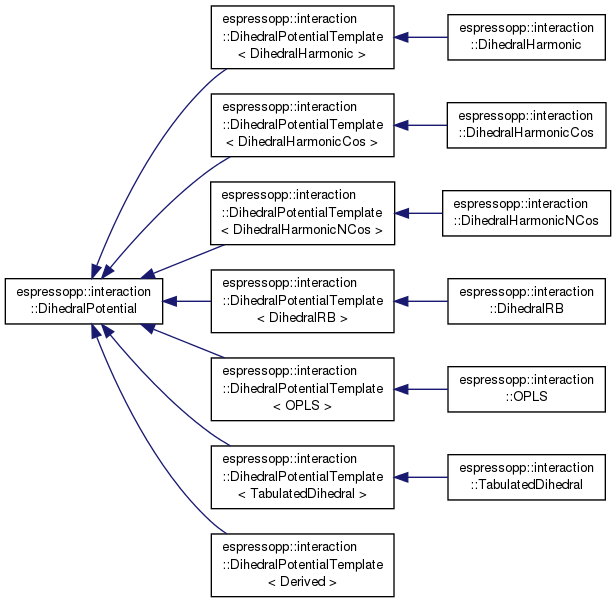 espressopp::interaction
::DihedralPotentialTemplate
< DihedralHarmonic >
espressopp::interaction
::DihedralHarmonic
espressopp::interaction
::DihedralPotentialTemplate
< DihedralHarmonicCos >
espressopp::interaction
::DihedralHarmonicCos
espressopp::interaction
::DihedralPotentialTemplate
< DihedralHarmonicNCos >
espressopp::interaction
::DihedralHarmonicNCos
espressopp::interaction
::DihedralPotential
espressopp::interaction
::DihedralPotentialTemplate
< DihedralRB >
espressopp::interaction
::DihedralRB
espressopp::interaction
::DihedralPotentialTemplate
< OPLS >
espressopp::interaction
::OPLS
espressopp::interaction
::DihedralPotentialTemplate
< TabulatedDihedral >
espressopp::interaction
::TabulatedDihedral
espressopp::interaction
::DihedralPotentialTemplate
< Derived >